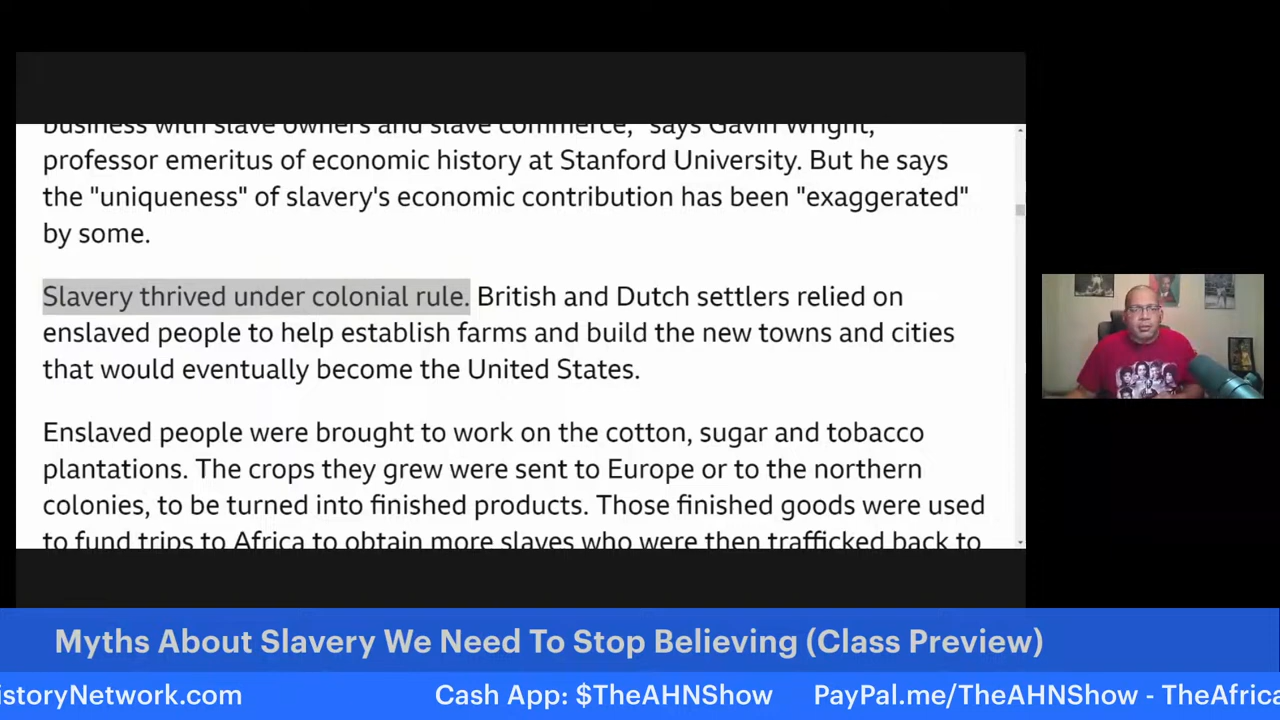 business with slave owners and slave commerce," says Gavin Wright,
professor emeritus of economic history at Stanford University. But he says
the "uniqueness" of slavery's economic contribution has been "exaggerated"
by some.
Slavery thrived under colonial rule. British and Dutch settlers relied on
enslaved people to help establish farms and build the new towns and cities
that would eventually become the United States.
Enslaved people were brought to work on the cotton, sugar and tobacco
plantations. The crops they grew were sent to Europe or to the northern
colonies, to be turned into finished products. Those finished goods were used
to fund trips to Africa to obtain more slaves who were then trafficked back to
Myths About Slavery We Need To Stop Believing (Class Preview)
istoryNetwork.com Cash App: $TheAHNShow PayPal.me/TheAHNShow - TheAfrica